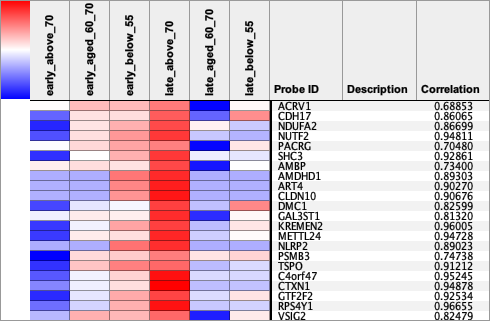 early_above_70 early_aged_60_70 early_below_55 late_above_70 late_aged_60_70 late_below_55 Probe ID Description Correlation
ACRV1 0.68853
CDH17 0.86065
NDUFA2 0.86699
NUTF2 0.94811
PACRG 0.70480
SHC3 0.92861
AMBP 0.73400
AMDHD1 0.89303
ART4 0.90270
CLDN10 0.90676
DMC1 0.82599
GAL3ST1 0.81320
KREMEN2 0.96005
METTL24 0.94728
NLRP2 0.89023
PSMB3 0.74738
TSPO 0.91212
C4orf47 0.95245
CTXN1 0.94878
GTF2F2 0.92534
RPS4Y1 0.96655
VSIG2 0.82479